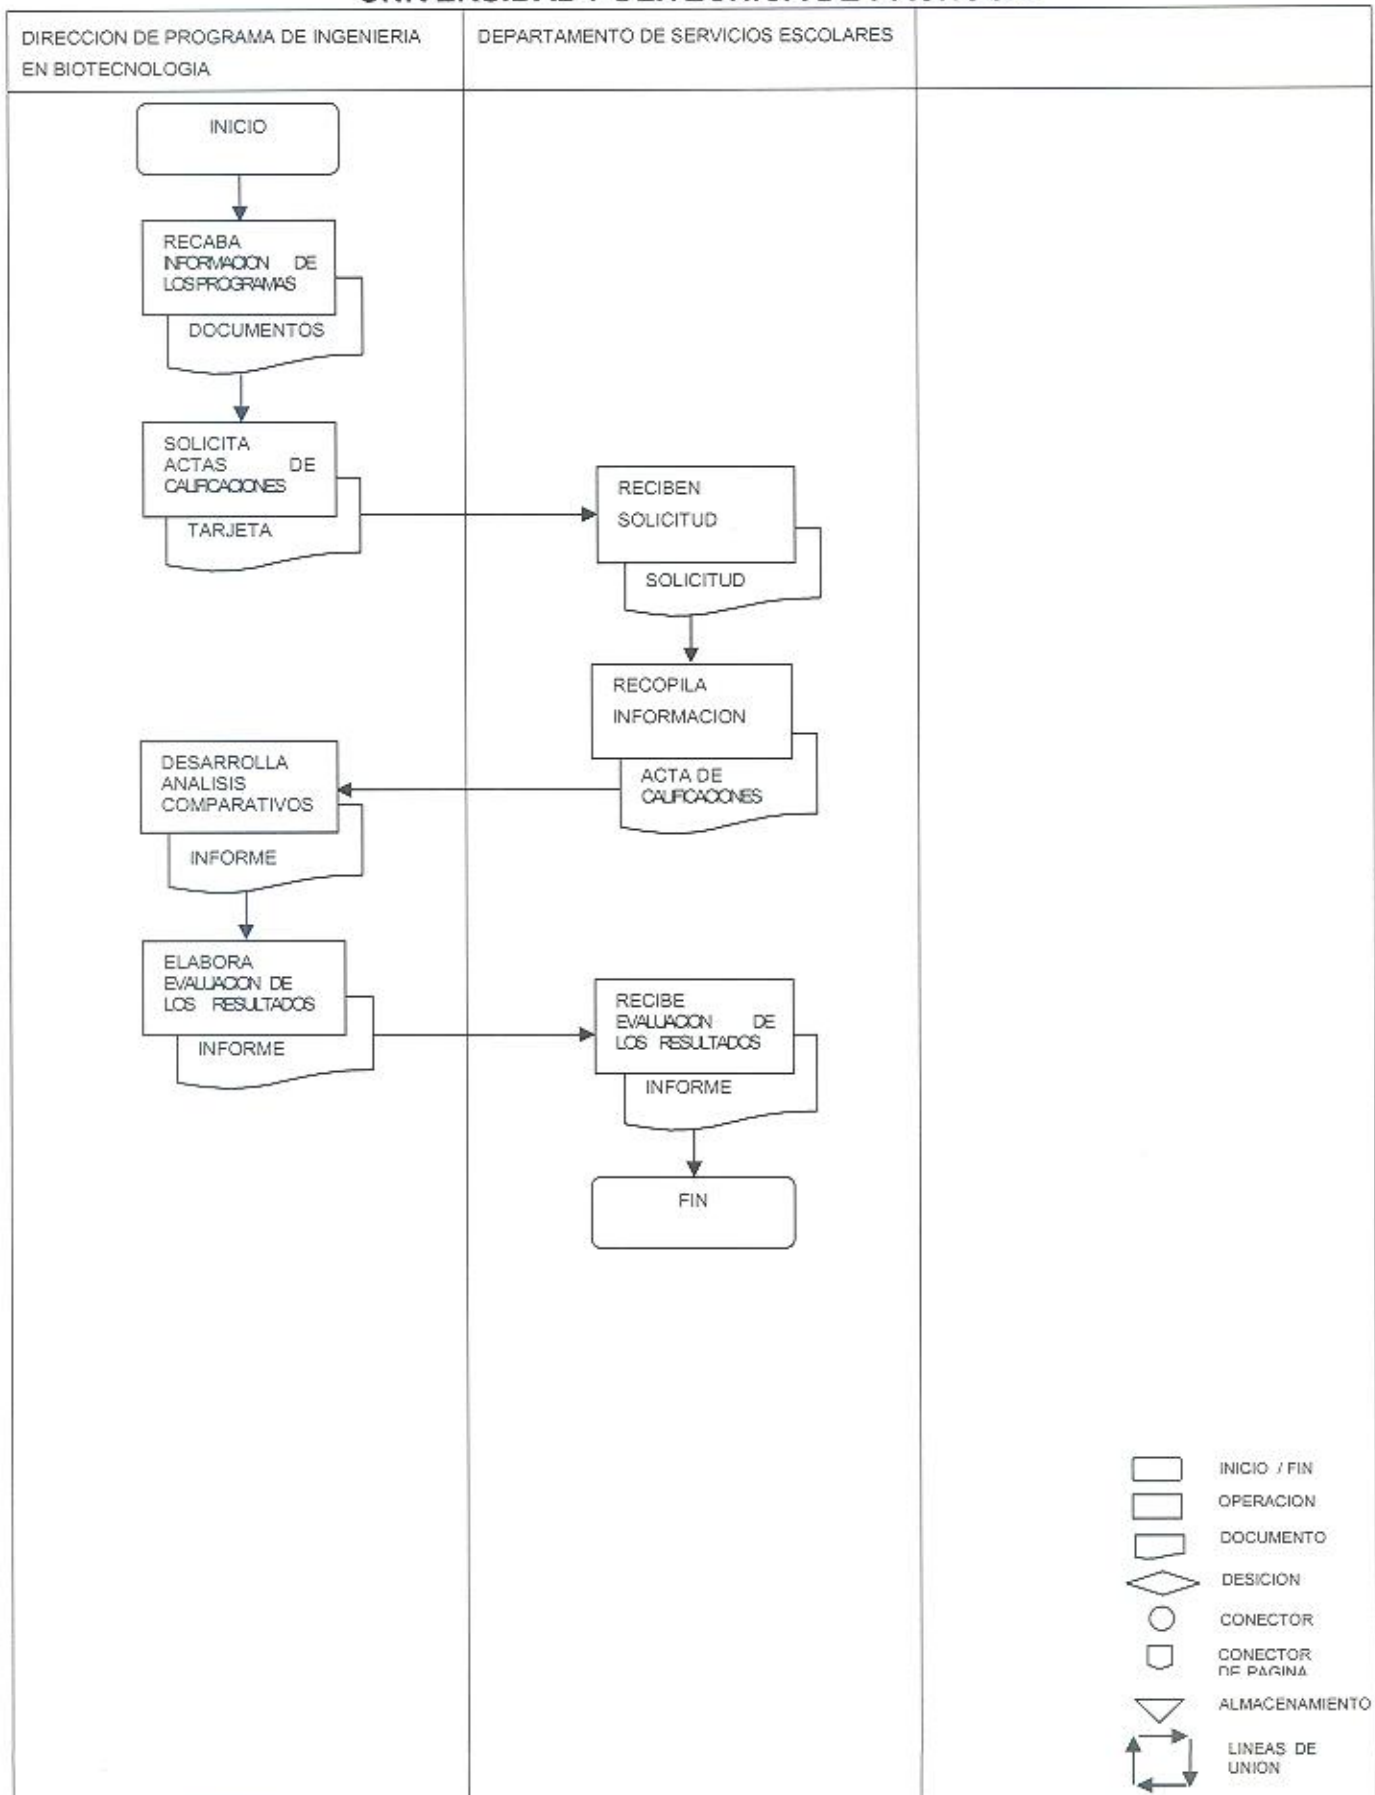 DIRECCION DE PROGRAMA DE INGENIERIA
EN BIOTECNOLOGIA
DEPARTAMENTO DE SERVICIOS ESCOLARES
INICIO
RECABA
INFORMACION DE
LOS PROGRAMAS
DOCUMENTOS
SOLICITA
ACTAS DE
CALIFICACIONES
TARJETA
RECIBEN
SOLICITUD
SOLICITUD
RECOPILA
INFORMACION
ACTA DE
CALIFICACIONES
DESARROLLA
ANALISIS
COMPARATIVOS
INFORME
ELABORA
EVALUACION DE
LOS RESULTADOS
INFORME
RECIBE
EVALUACION DE
LOS RESULTADOS
INFORME
FIN
INICIO / FIN
OPERACION
DOCUMENTO
DESICION
CONECTOR
CONECTOR
DE PAGINA
ALMACENAMIENTO
LINEAS DE
UNION